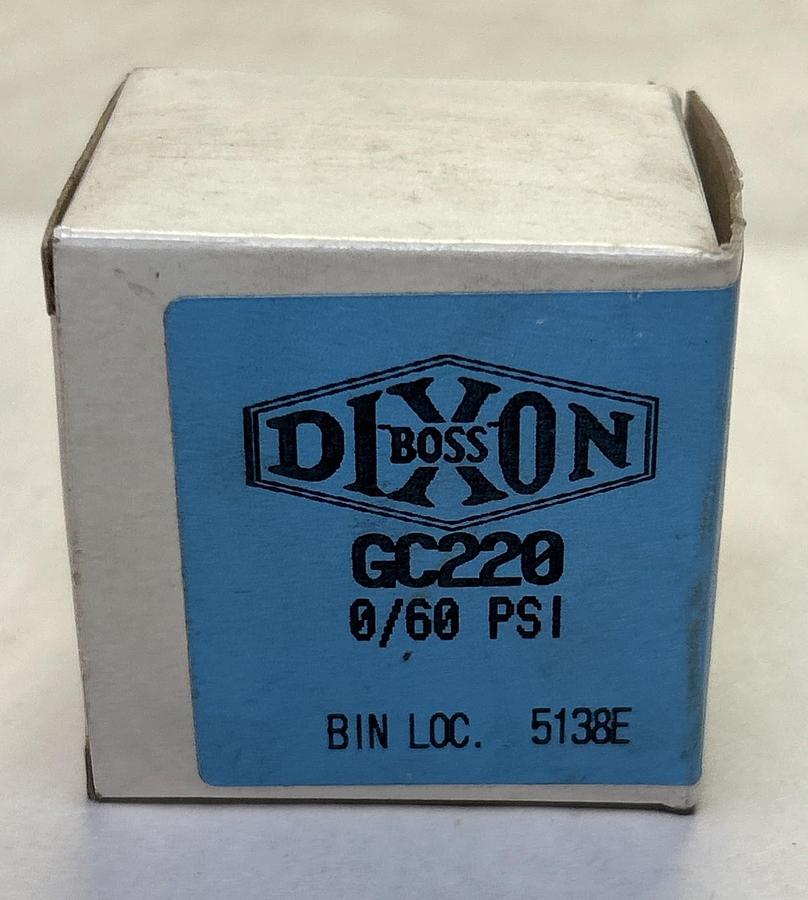 DIXON
BOSS
GC220
0/60 PSI
BIN LOC. 5138E